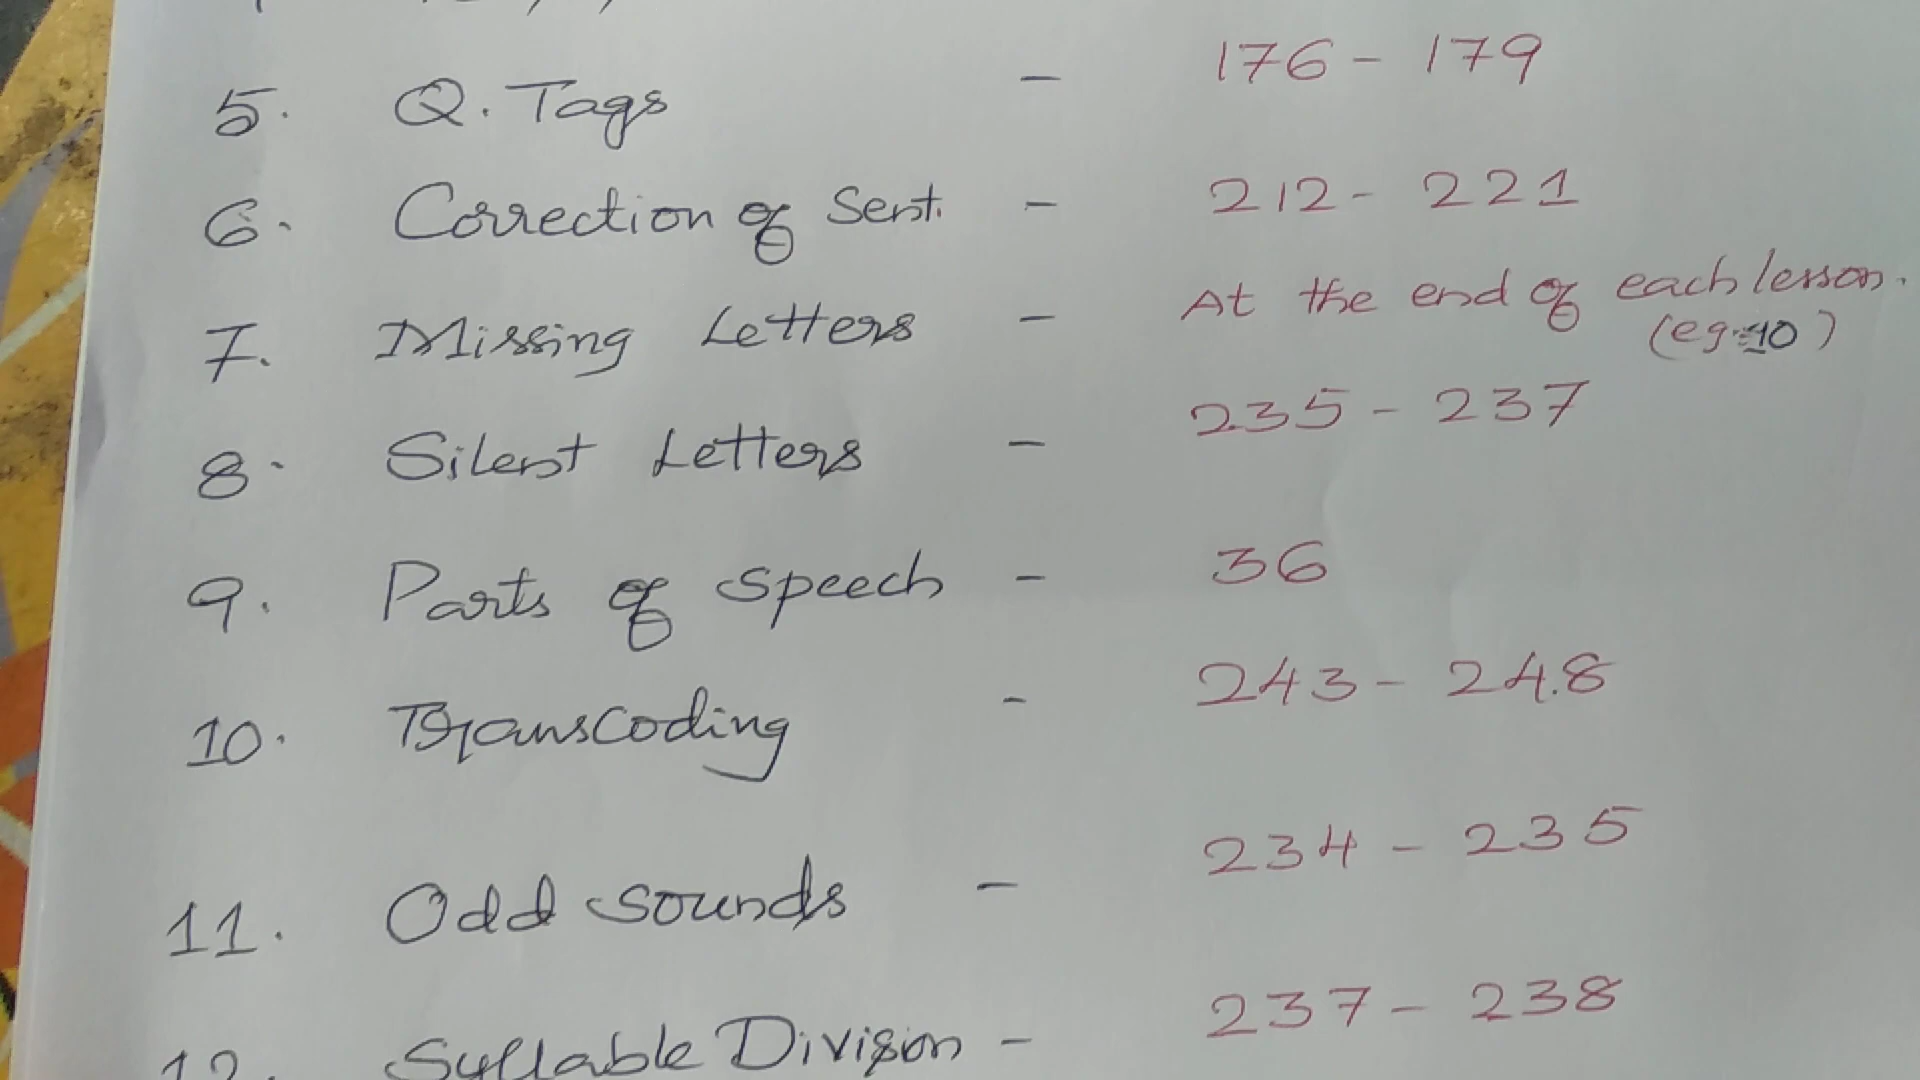 5. Q. Tags - 176 - 179
6. Correction of Sent. - 212 - 221
7. Missing Letters - At the end of each lesson.
(eg: 10)
8. Silent Letters - 235 - 237
9. Parts of Speech - 36
10. Transcoding - 243 - 248
11. Odd Sounds - 234 - 235
12. Syllable Division - 237 - 238